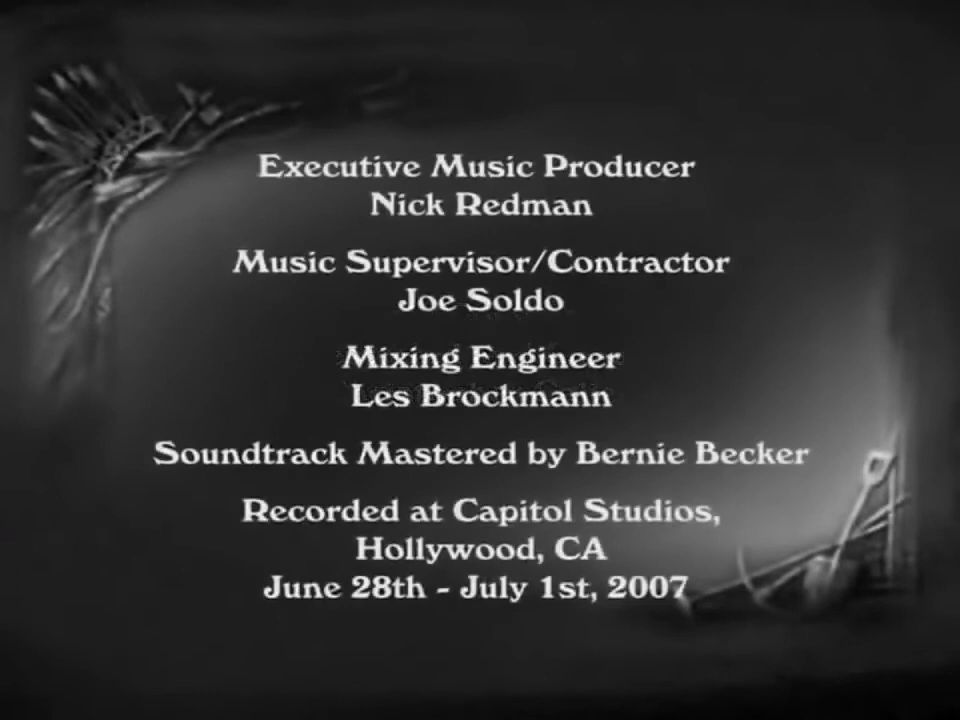 Executive Music Producer
Nick Redman
Music Supervisor/Contractor
Joe Soldo
Mixing Engineer
Les Brockmann
Soundtrack Mastered by Bernie Becker
Recorded at Capitol Studios,
Hollywood, CA
June 28th - July 1st, 2007